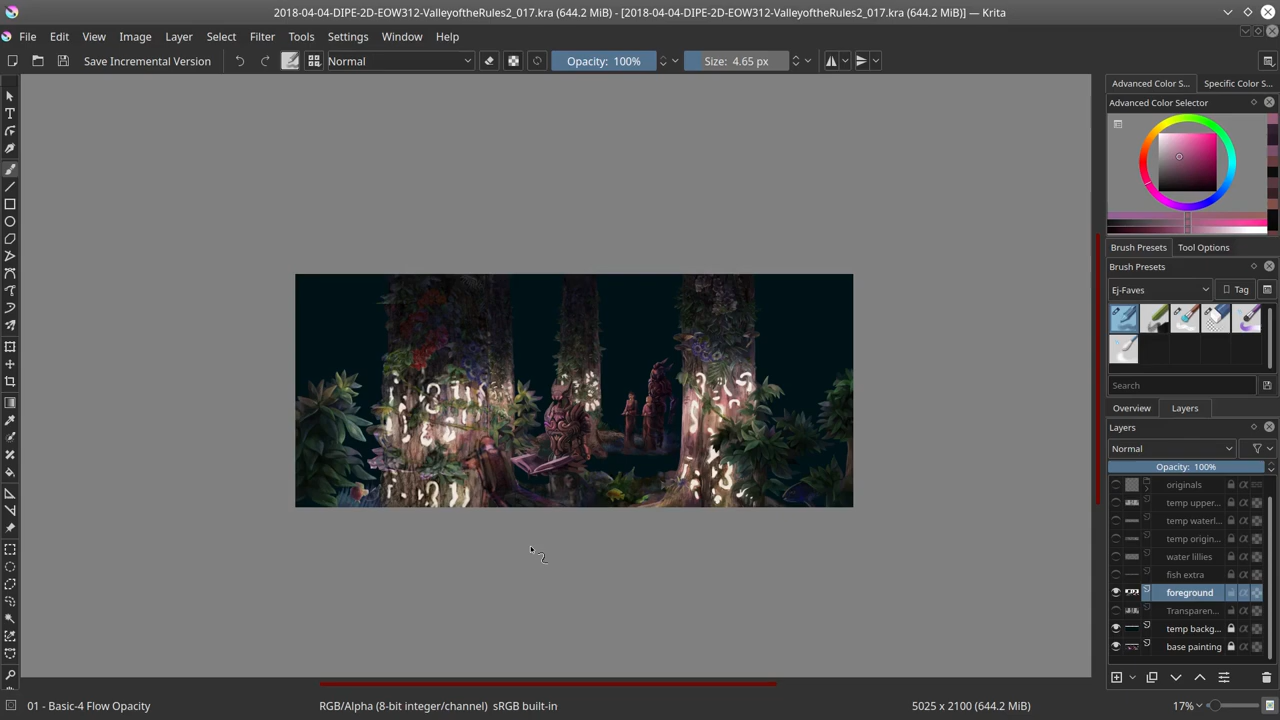 2018-04-04-DIPE-2D-EOW312-ValleyoftheRules2_017.kra (644.2 MiB) - [2018-04-04-DIPE-2D-EOW312-ValleyoftheRules2_017.kra (644.2 MiB)] — Krita
File Edit View Image Layer Select Filter Tools Settings Window Help
Save Incremental Version Normal Opacity: 100% Size: 4.65 px
Advanced Color S... Specific Color S...
Advanced Color Selector
Brush Presets Tool Options
Brush Presets
Ej-Faves Tag
Search
Overview Layers
Layers
Normal
Opacity: 100%
originals
temp upper...
temp waterl...
temp origin...
water lillies
fish extra
foreground
Transparen...
temp backg...
base painting
01 - Basic-4 Flow Opacity RGB/Alpha (8-bit integer/channel) sRGB built-in 5025 x 2100 (644.2 MiB) 17%